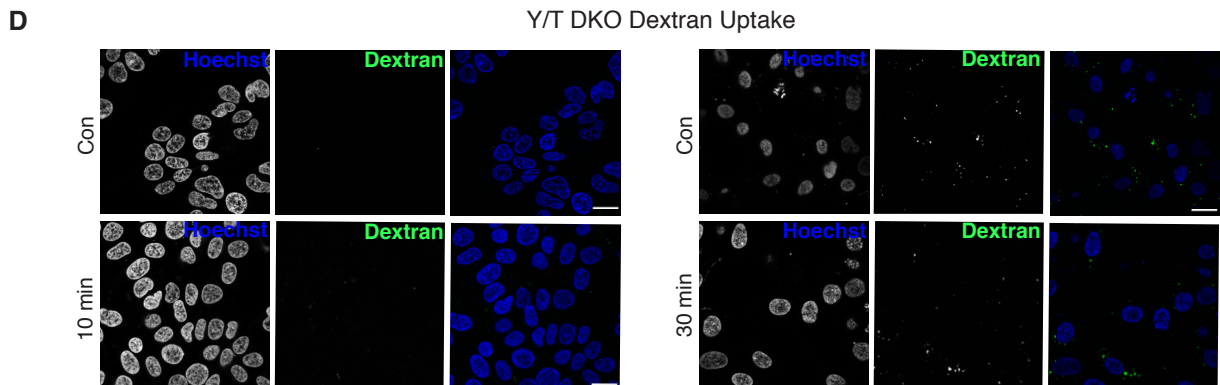 D
Y/T DKO Dextran Uptake
Con
Hoechst
Dextran
Con
Hoechst
Dextran
10 min
Hoechst
Dextran
30 min
Hoechst
Dextran